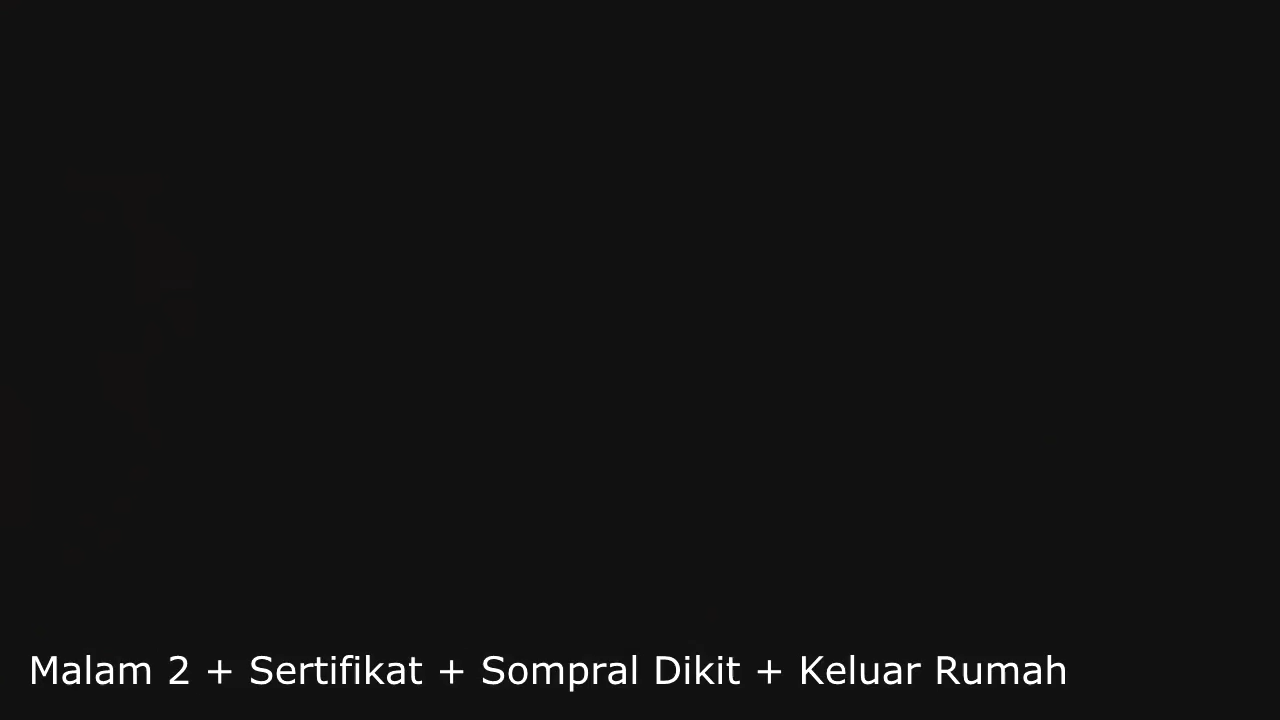 Malam 2 + Sertifikat + Sompral Dikit + Keluar Rumah